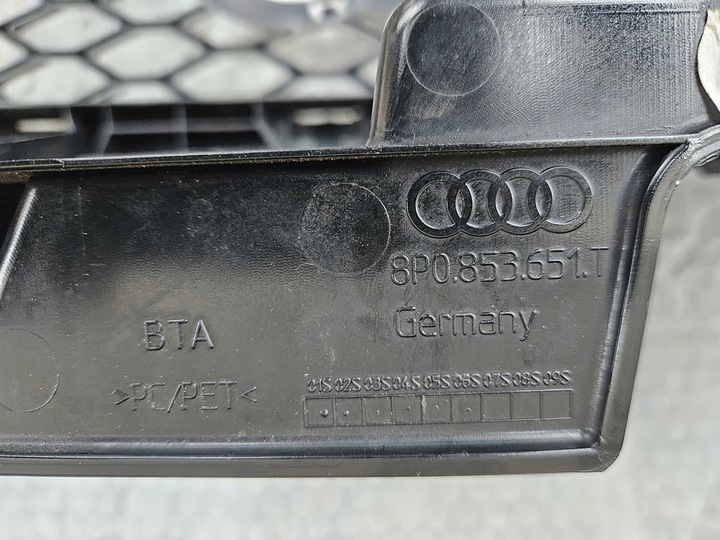 8P0.853.651.T
Germany
BTA
>PC/PET<
01S 02S 03S 04S 05S 06S 07S 08S 09S